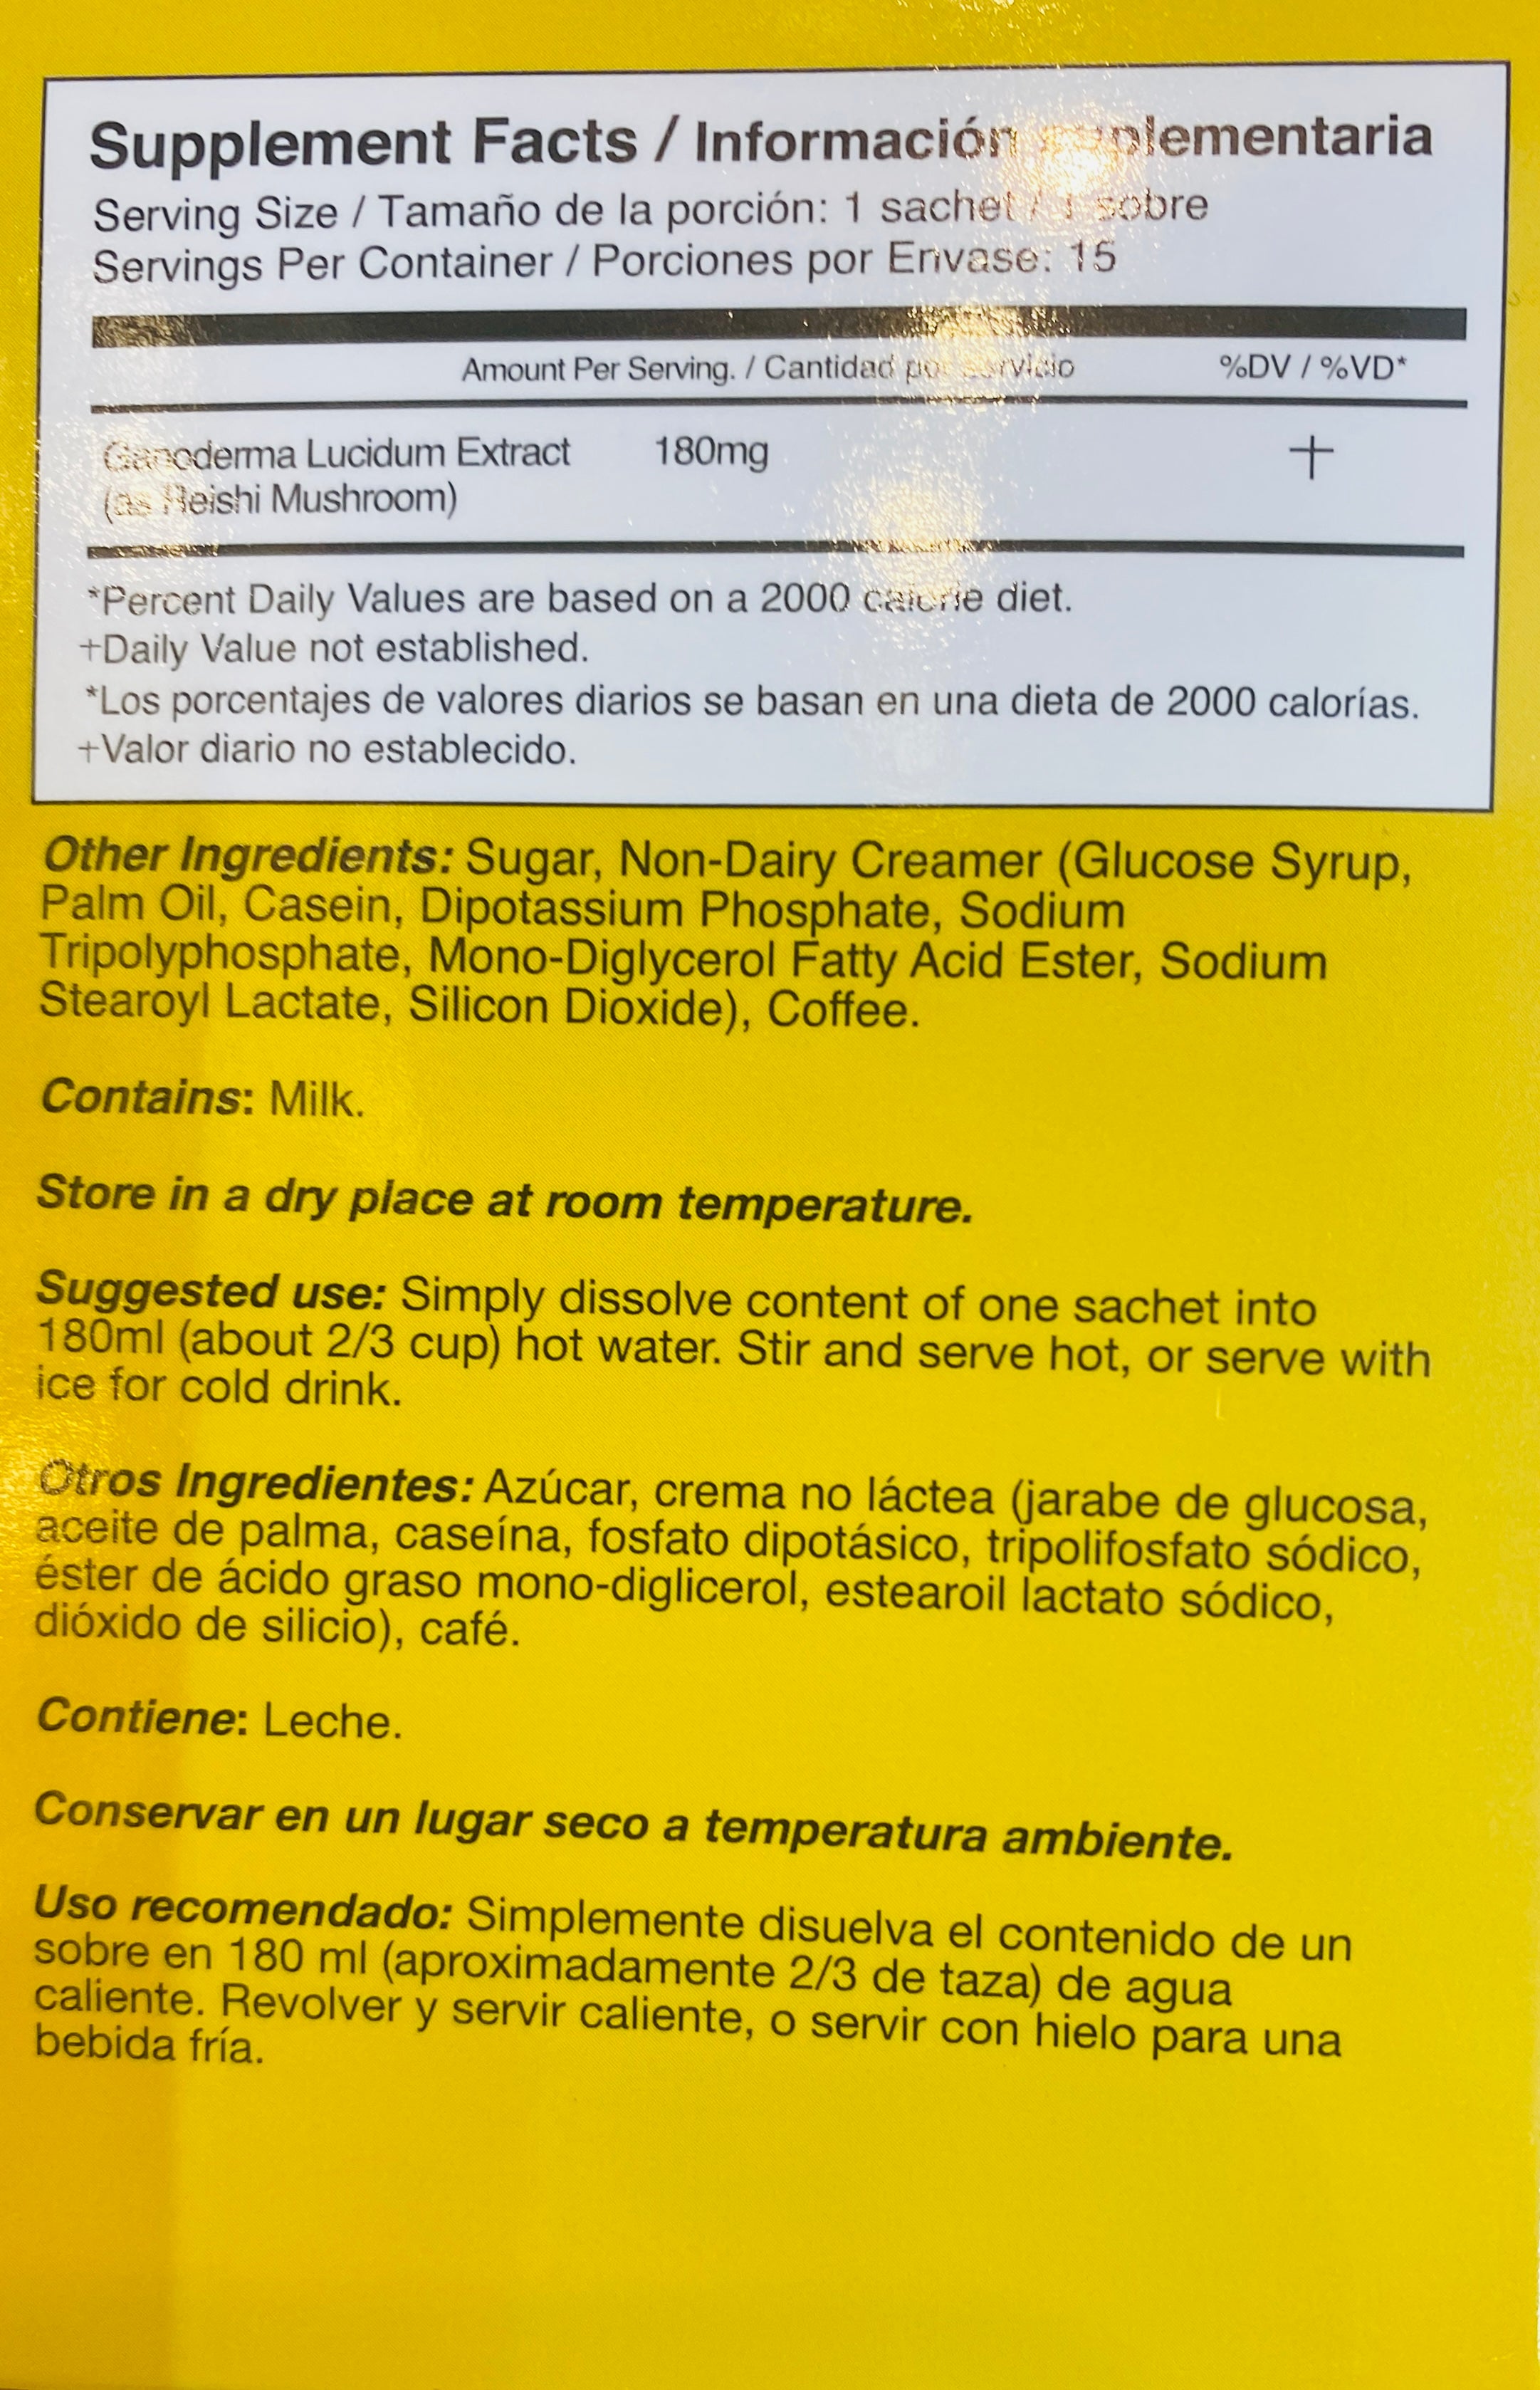 Supplement Facts / Información suplementaria
Serving Size / Tamaño de la porción: 1 sachet / 1 sobre
Servings Per Container / Porciones por Envase: 15
Amount Per Serving. / Cantidad por servicio %DV / %VD*
Ganoderma Lucidum Extract 180mg +
(as Reishi Mushroom)
*Percent Daily Values are based on a 2000 calorie diet.
+Daily Value not established.
*Los porcentajes de valores diarios se basan en una dieta de 2000 calorías.
+Valor diario no establecido.
Other Ingredients: Sugar, Non-Dairy Creamer (Glucose Syrup,
Palm Oil, Casein, Dipotassium Phosphate, Sodium
Tripolyphosphate, Mono-Diglycerol Fatty Acid Ester, Sodium
Stearoyl Lactate, Silicon Dioxide), Coffee.
Contains: Milk.
Store in a dry place at room temperature.
Suggested use: Simply dissolve content of one sachet into
180ml (about 2/3 cup) hot water. Stir and serve hot, or serve with
ice for cold drink.
Otros Ingredientes: Azúcar, crema no láctea (jarabe de glucosa,
aceite de palma, caseína, fosfato dipotásico, tripolifosfato sódico,
éster de ácido graso mono-diglicerol, estearoil lactato sódico,
dióxido de silicio), café.
Contiene: Leche.
Conservar en un lugar seco a temperatura ambiente.
Uso recomendado: Simplemente disuelva el contenido de un
sobre en 180 ml (aproximadamente 2/3 de taza) de agua
caliente. Revolver y servir caliente, o servir con hielo para una
bebida fría.